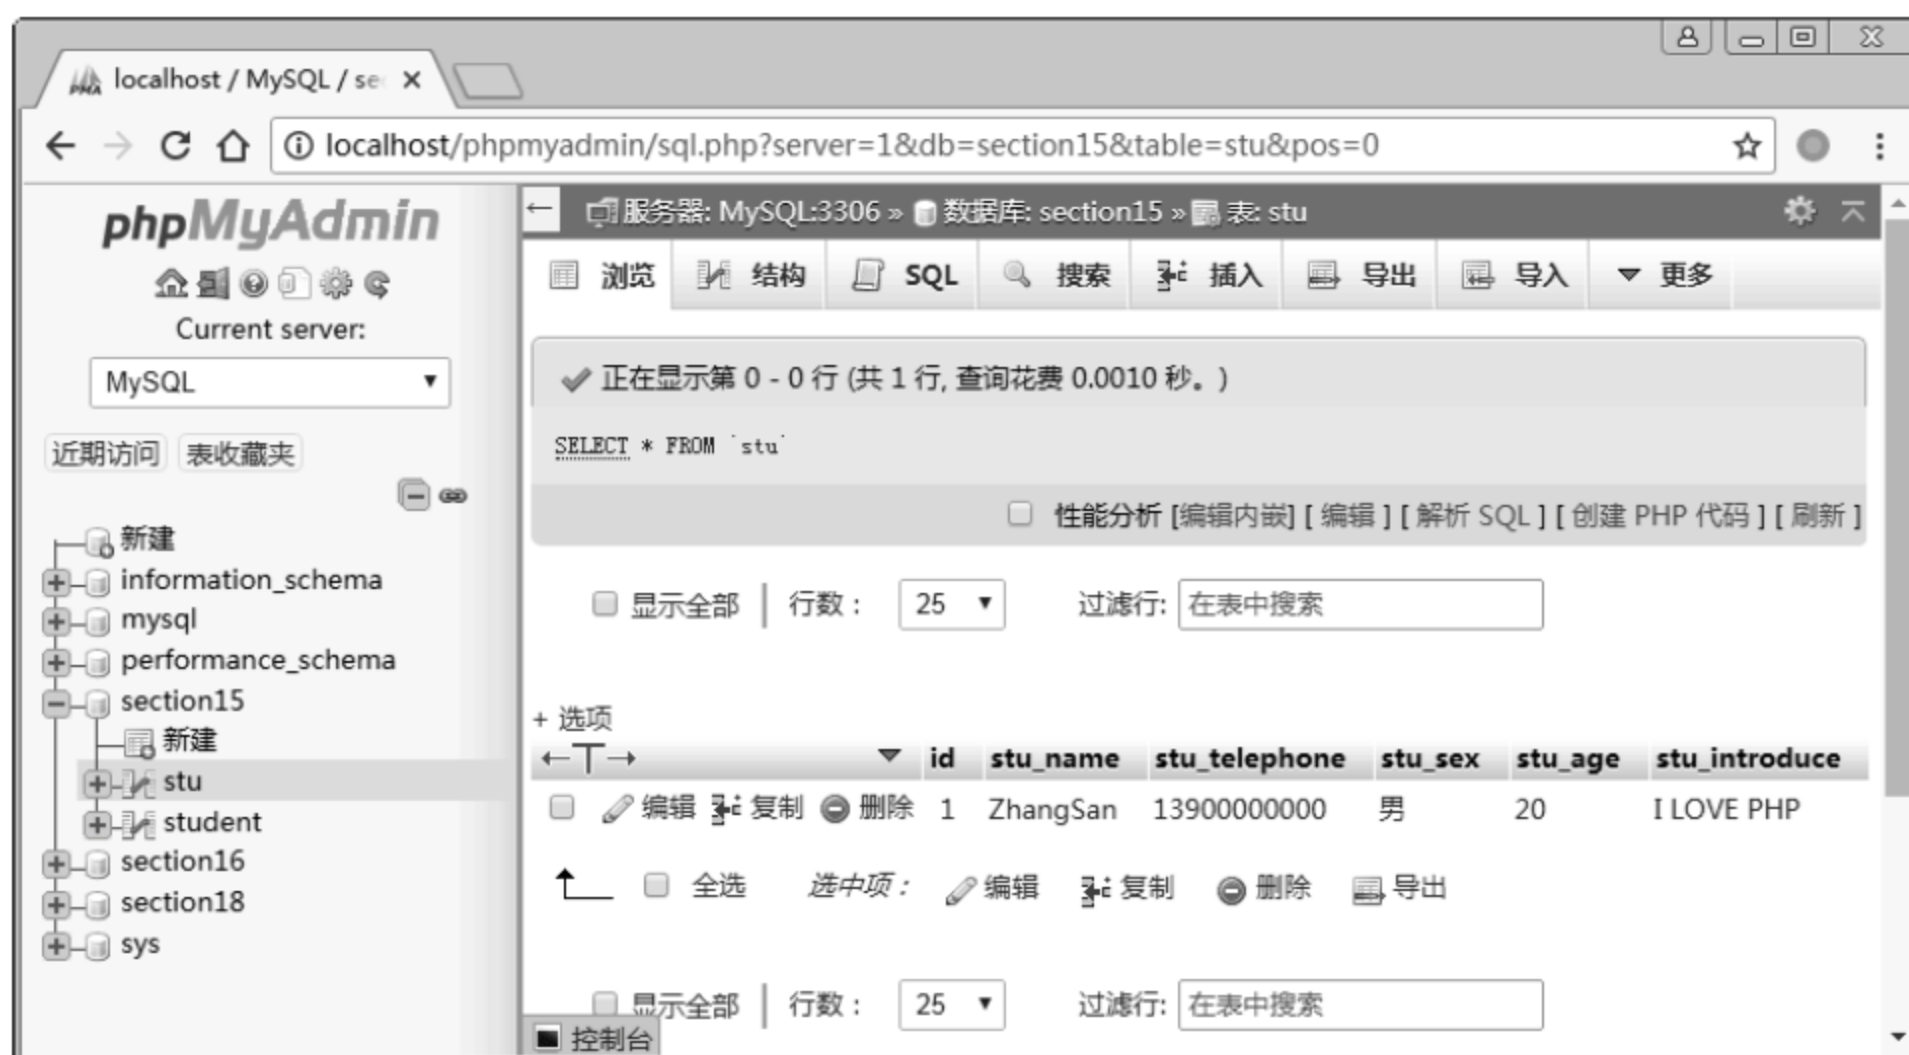 localhost / MySQL / se
localhost/phpmyadmin/sql.php?server=1&db=section15&table=stu&pos=0
phpMyAdmin
Current server:
MySQL
近期访问 表收藏夹
新建
information_schema
mysql
performance_schema
section15
新建
stu
student
section16
section18
sys
服务器: MySQL:3306 » 数据库: section15 » 表: stu
浏览 结构 SQL 搜索 插入 导出 导入 更多
正在显示第 0 - 0 行 (共 1 行, 查询花费 0.0010 秒。)
SELECT * FROM `stu`
性能分析 [编辑内嵌] [ 编辑 ] [ 解析 SQL ] [ 创建 PHP 代码 ] [ 刷新 ]
显示全部 行数： 25 过滤行: 在表中搜索
+ 选项
←T→ id stu_name stu_telephone stu_sex stu_age stu_introduce
编辑 复制 删除 1 ZhangSan 13900000000 男 20 I LOVE PHP
全选 选中项： 编辑 复制 删除 导出
显示全部 行数： 25 过滤行: 在表中搜索
控制台